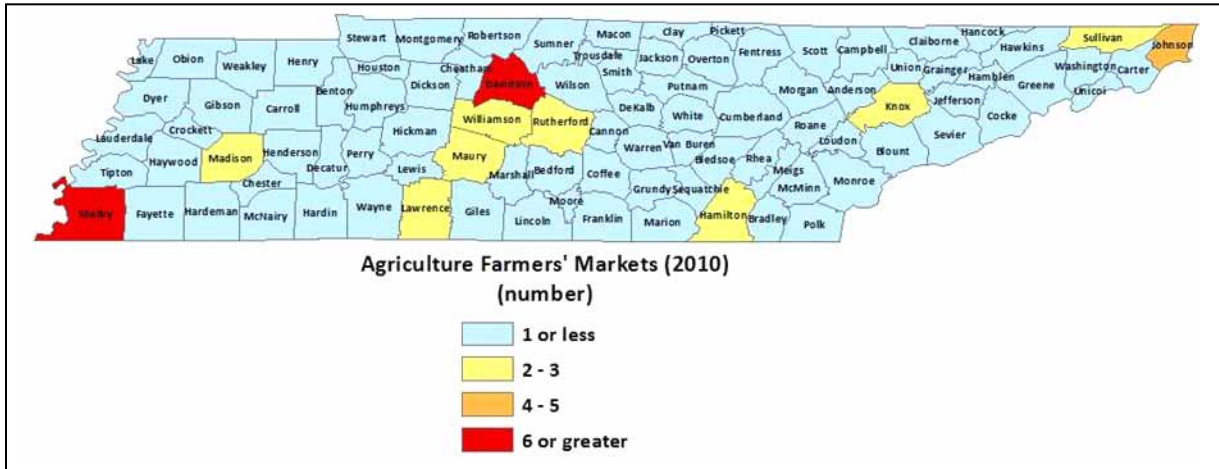 Stewart Montgomery Robertson Sumner Macon Clay Pickett
Lake Obion Weakley Henry Houston Cheatham Davidson Trousdale Smith Jackson Overton Fentress Scott Campbell Claiborne Hancock Hawkins Sullivan Johnson
Dyer Gibson Carroll Benton Humphreys Dickson Wilson Putnam Morgan Anderson Union Grainger Hamblen Greene Washington Carter Unicoi
Lauderdale Crockett Hickman Williamson Rutherford Cannon DeKalb White Cumberland Roane Knox Jefferson Cocke
Tipton Haywood Madison Henderson Decatur Perry Lewis Maury Marshall Bedford Coffee Warren Van Buren Bledsoe Rhea Meigs Loudon Blount Sevier
Shelby Fayette Hardeman Chester McNairy Hardin Wayne Lawrence Giles Lincoln Moore Franklin Grundy Sequatchie Marion Hamilton Bradley McMinn Polk Monroe
Agriculture Farmers' Markets (2010)
(number)
1 or less
2 - 3
4 - 5
6 or greater